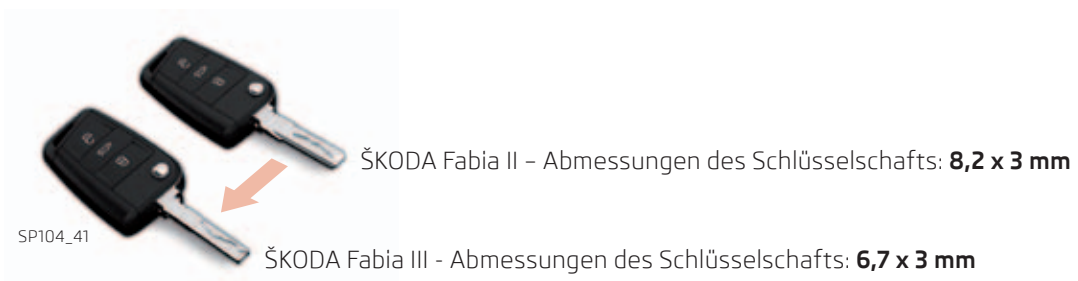 ŠKODA Fabia II – Abmessungen des Schlüsselschafts: 8,2 x 3 mm
SP104_41
ŠKODA Fabia III - Abmessungen des Schlüsselschafts: 6,7 x 3 mm